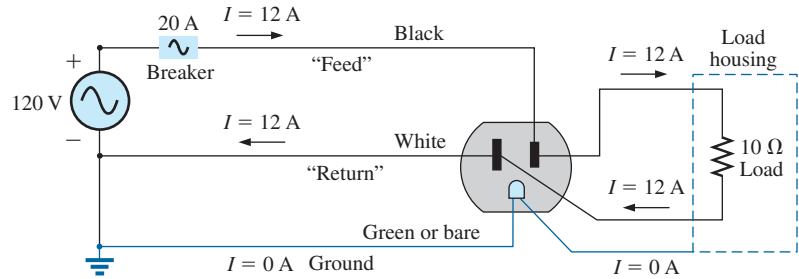 I = 12 A
20 A
Black
Load
housing
I = 12 A
+
Breaker
"Feed"
120 V
I = 12 A
−
White
10 Ω
Load
"Return"
I = 12 A
Green or bare
I = 0 A Ground
I = 0 A